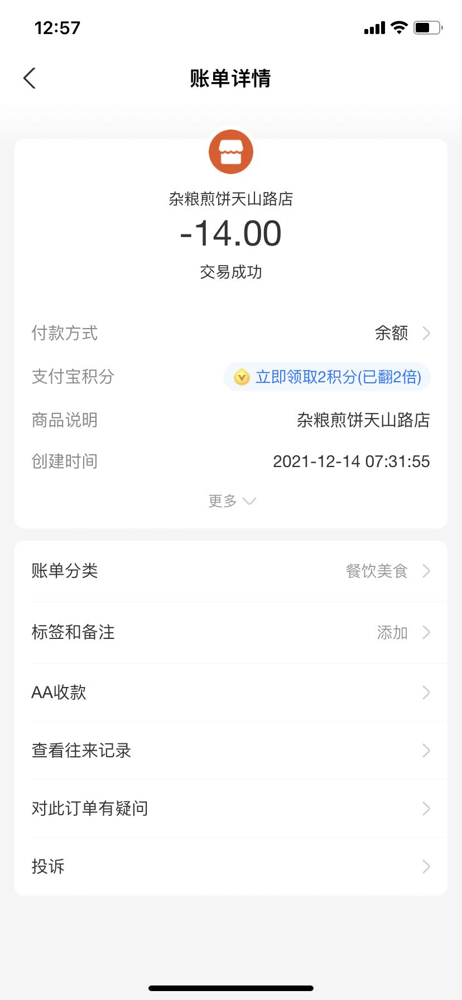 12:57
账单详情
杂粮煎饼天山路店
-14.00
交易成功
付款方式 余额
支付宝积分 立即领取2积分(已翻2倍)
商品说明 杂粮煎饼天山路店
创建时间 2021-12-14 07:31:55
更多
账单分类 餐饮美食
标签和备注 添加
AA收款
查看往来记录
对此订单有疑问
投诉